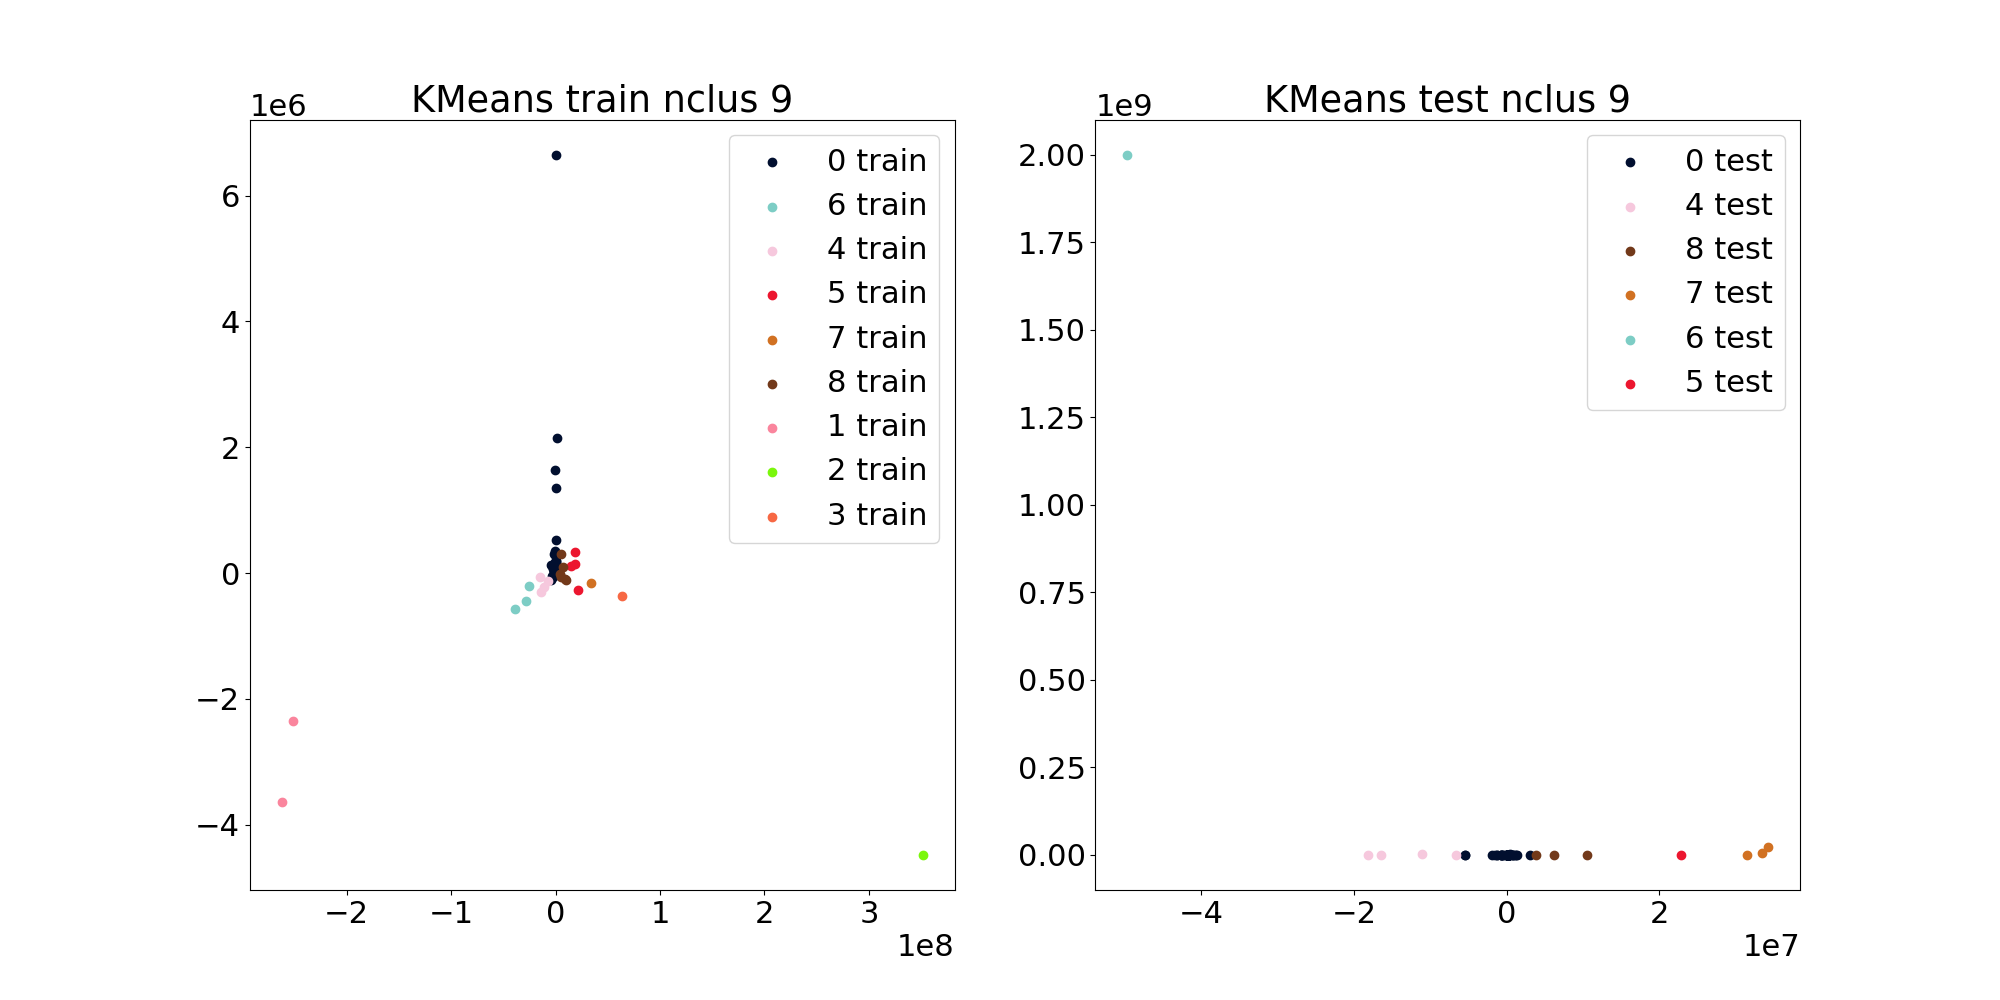 KMeans train nclus 9
1e6
6
4
2
0
−2
−4
−2
−1
0
1
2
3
1e8
0 train
6 train
4 train
5 train
7 train
8 train
1 train
2 train
3 train
KMeans test nclus 9
1e9
2.00
1.75
1.50
1.25
1.00
0.75
0.50
0.25
0.00
−4
−2
0
2
1e7
0 test
4 test
8 test
7 test
6 test
5 test